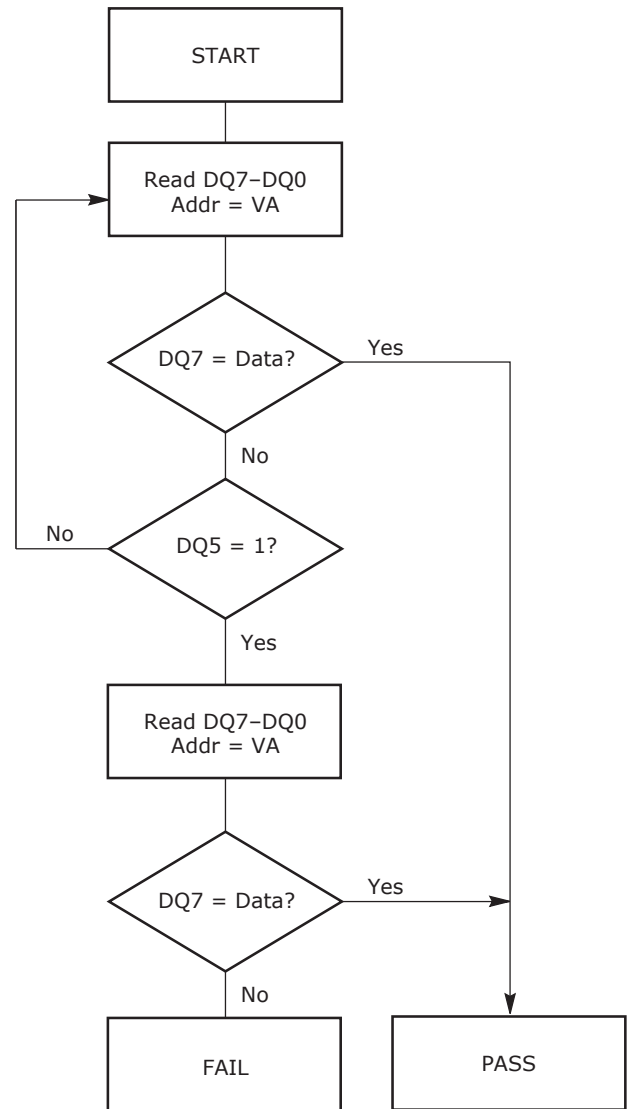 START
Read DQ7–DQ0
Addr = VA
DQ7 = Data?
Yes
No
No
DQ5 = 1?
Yes
Read DQ7–DQ0
Addr = VA
DQ7 = Data?
Yes
No
FAIL
PASS